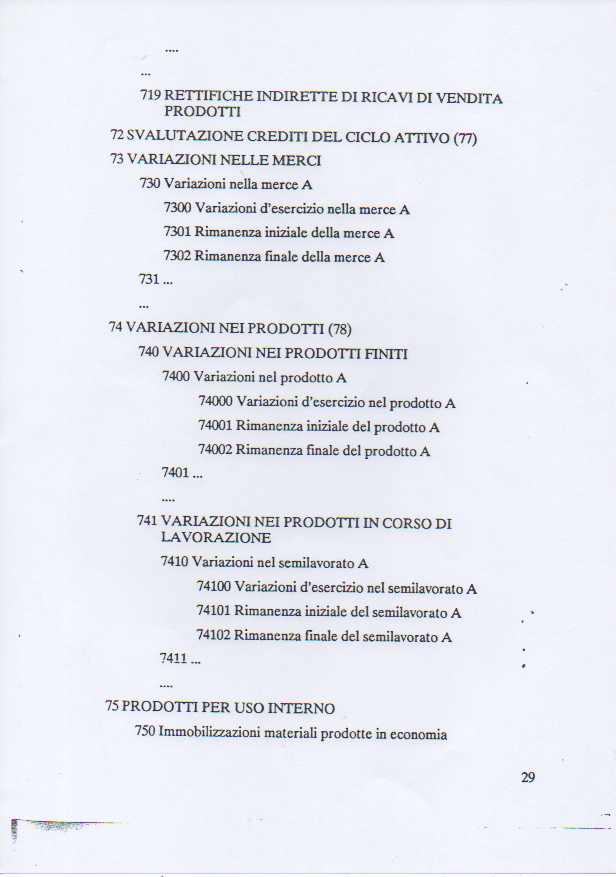 ....
...
719 RETTIFICHE INDIRETTE DI RICAVI DI VENDITA
PRODOTTI
72 SVALUTAZIONE CREDITI DEL CICLO ATTIVO (77)
73 VARIAZIONI NELLE MERCI
730 Variazioni nella merce A
7300 Variazioni d'esercizio nella merce A
7301 Rimanenza iniziale della merce A
7302 Rimanenza finale della merce A
731 ...
...
74 VARIAZIONI NEI PRODOTTI (78)
740 VARIAZIONI NEI PRODOTTI FINITI
7400 Variazioni nel prodotto A
74000 Variazioni d'esercizio nel prodotto A
74001 Rimanenza iniziale del prodotto A
74002 Rimanenza finale del prodotto A
7401 ...
....
741 VARIAZIONI NEI PRODOTTI IN CORSO DI
LAVORAZIONE
7410 Variazioni nel semilavorato A
74100 Variazioni d'esercizio nel semilavorato A
74101 Rimanenza iniziale del semilavorato A
74102 Rimanenza finale del semilavorato A
7411 ...
....
75 PRODOTTI PER USO INTERNO
750 Immobilizzazioni materiali prodotte in economia
29